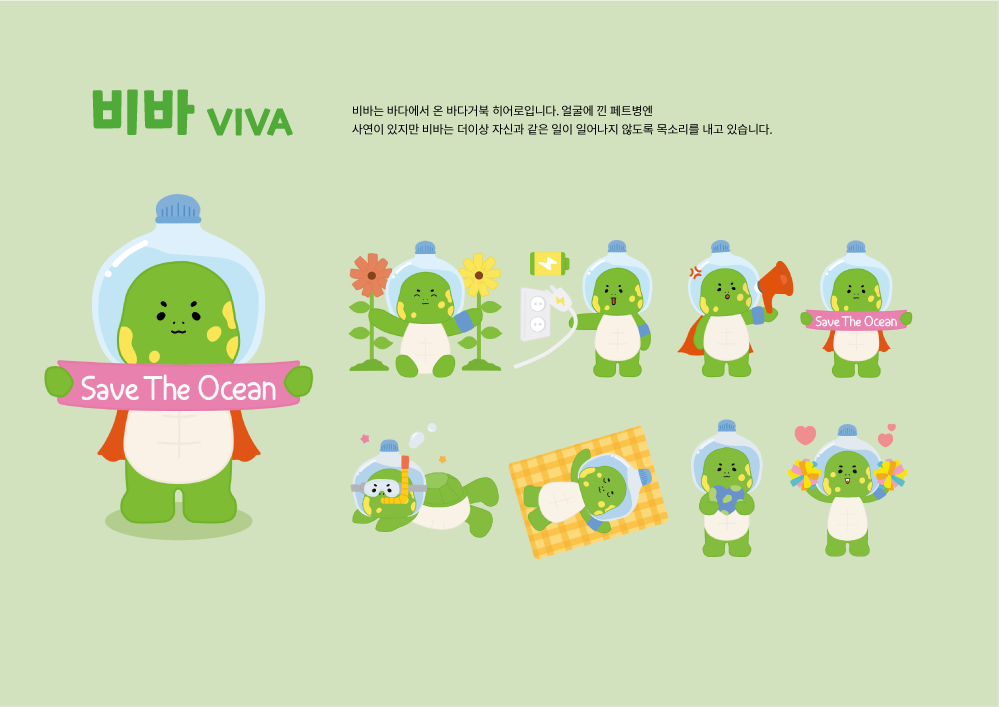 비바 VIVA
비바는 바다에서 온 바다거북 히어로입니다. 얼굴에 낀 페트병엔
사연이 있지만 비바는 더이상 자신과 같은 일이 일어나지 않도록 목소리를 내고 있습니다.
Save The Ocean
Save The Ocean